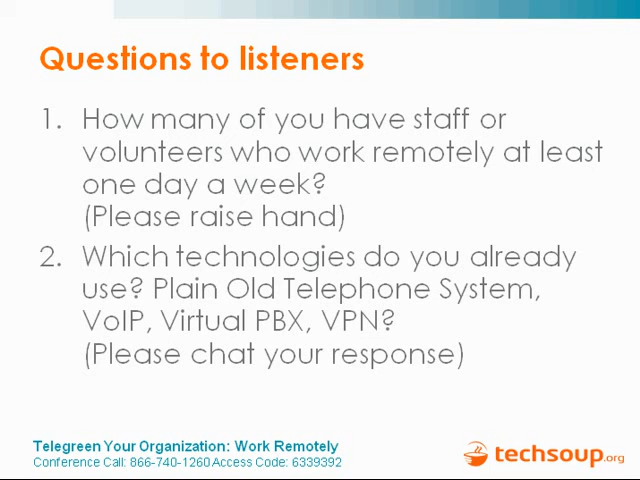 Questions to listeners
1. How many of you have staff or
volunteers who work remotely at least
one day a week?
(Please raise hand)
2. Which technologies do you already
use? Plain Old Telephone System,
VoIP, Virtual PBX, VPN?
(Please chat your response)
Telegreen Your Organization: Work Remotely
Conference Call: 866-740-1260 Access Code: 6339392
techsoup.org